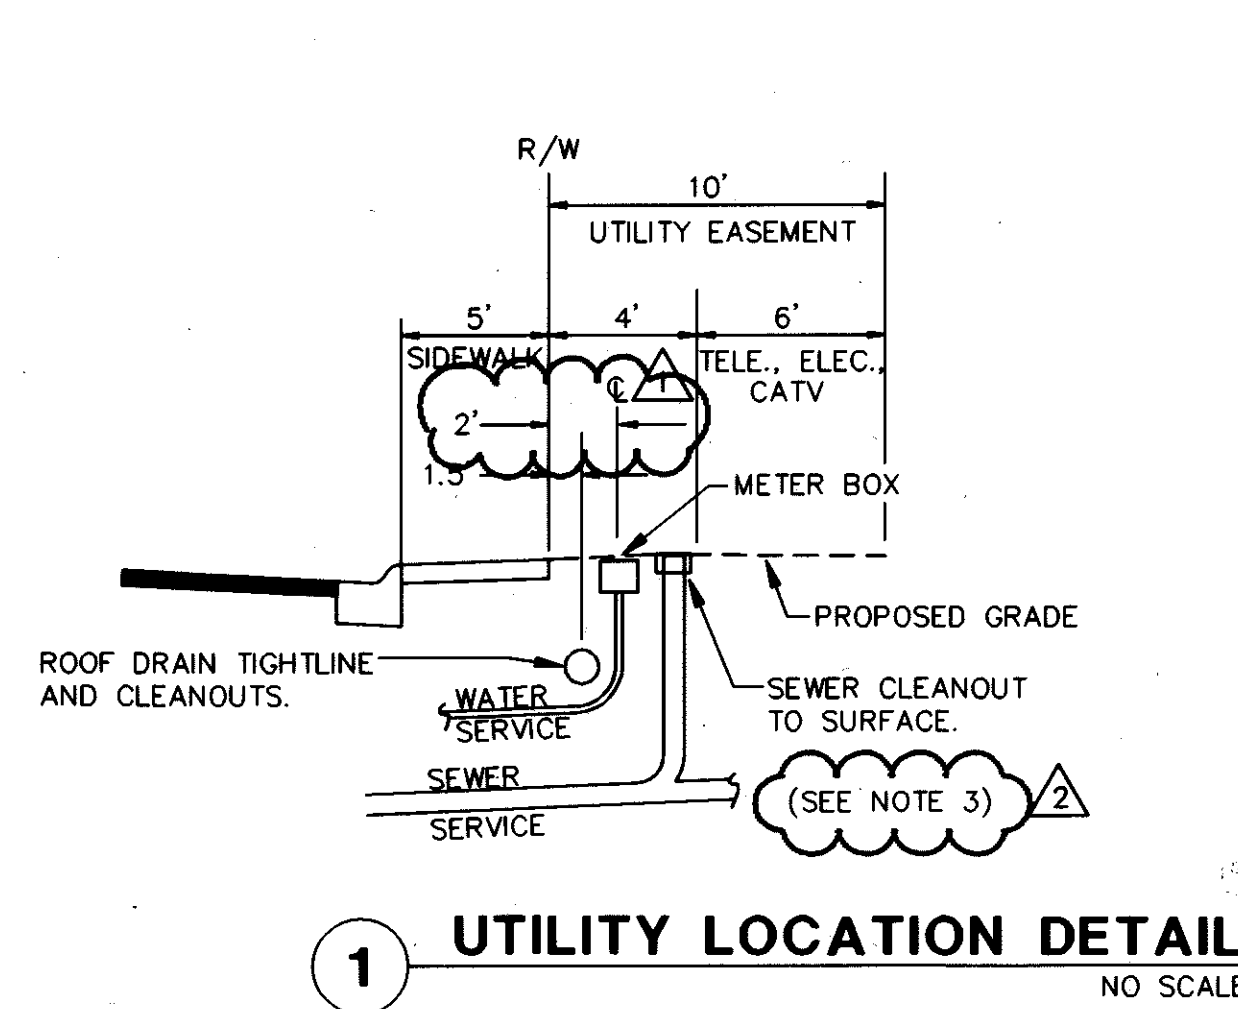 R/W
10'
UTILITY EASEMENT
5'
4'
6'
SIDEWALK
TELE., ELEC.,
CATV
℄
1
2'
1.5'
METER BOX
PROPOSED GRADE
ROOF DRAIN TIGHTLINE
AND CLEANOUTS.
WATER
SERVICE
SEWER CLEANOUT
TO SURFACE.
SEWER
SERVICE
(SEE NOTE 3)
2
1
UTILITY LOCATION DETAIL
NO SCALE